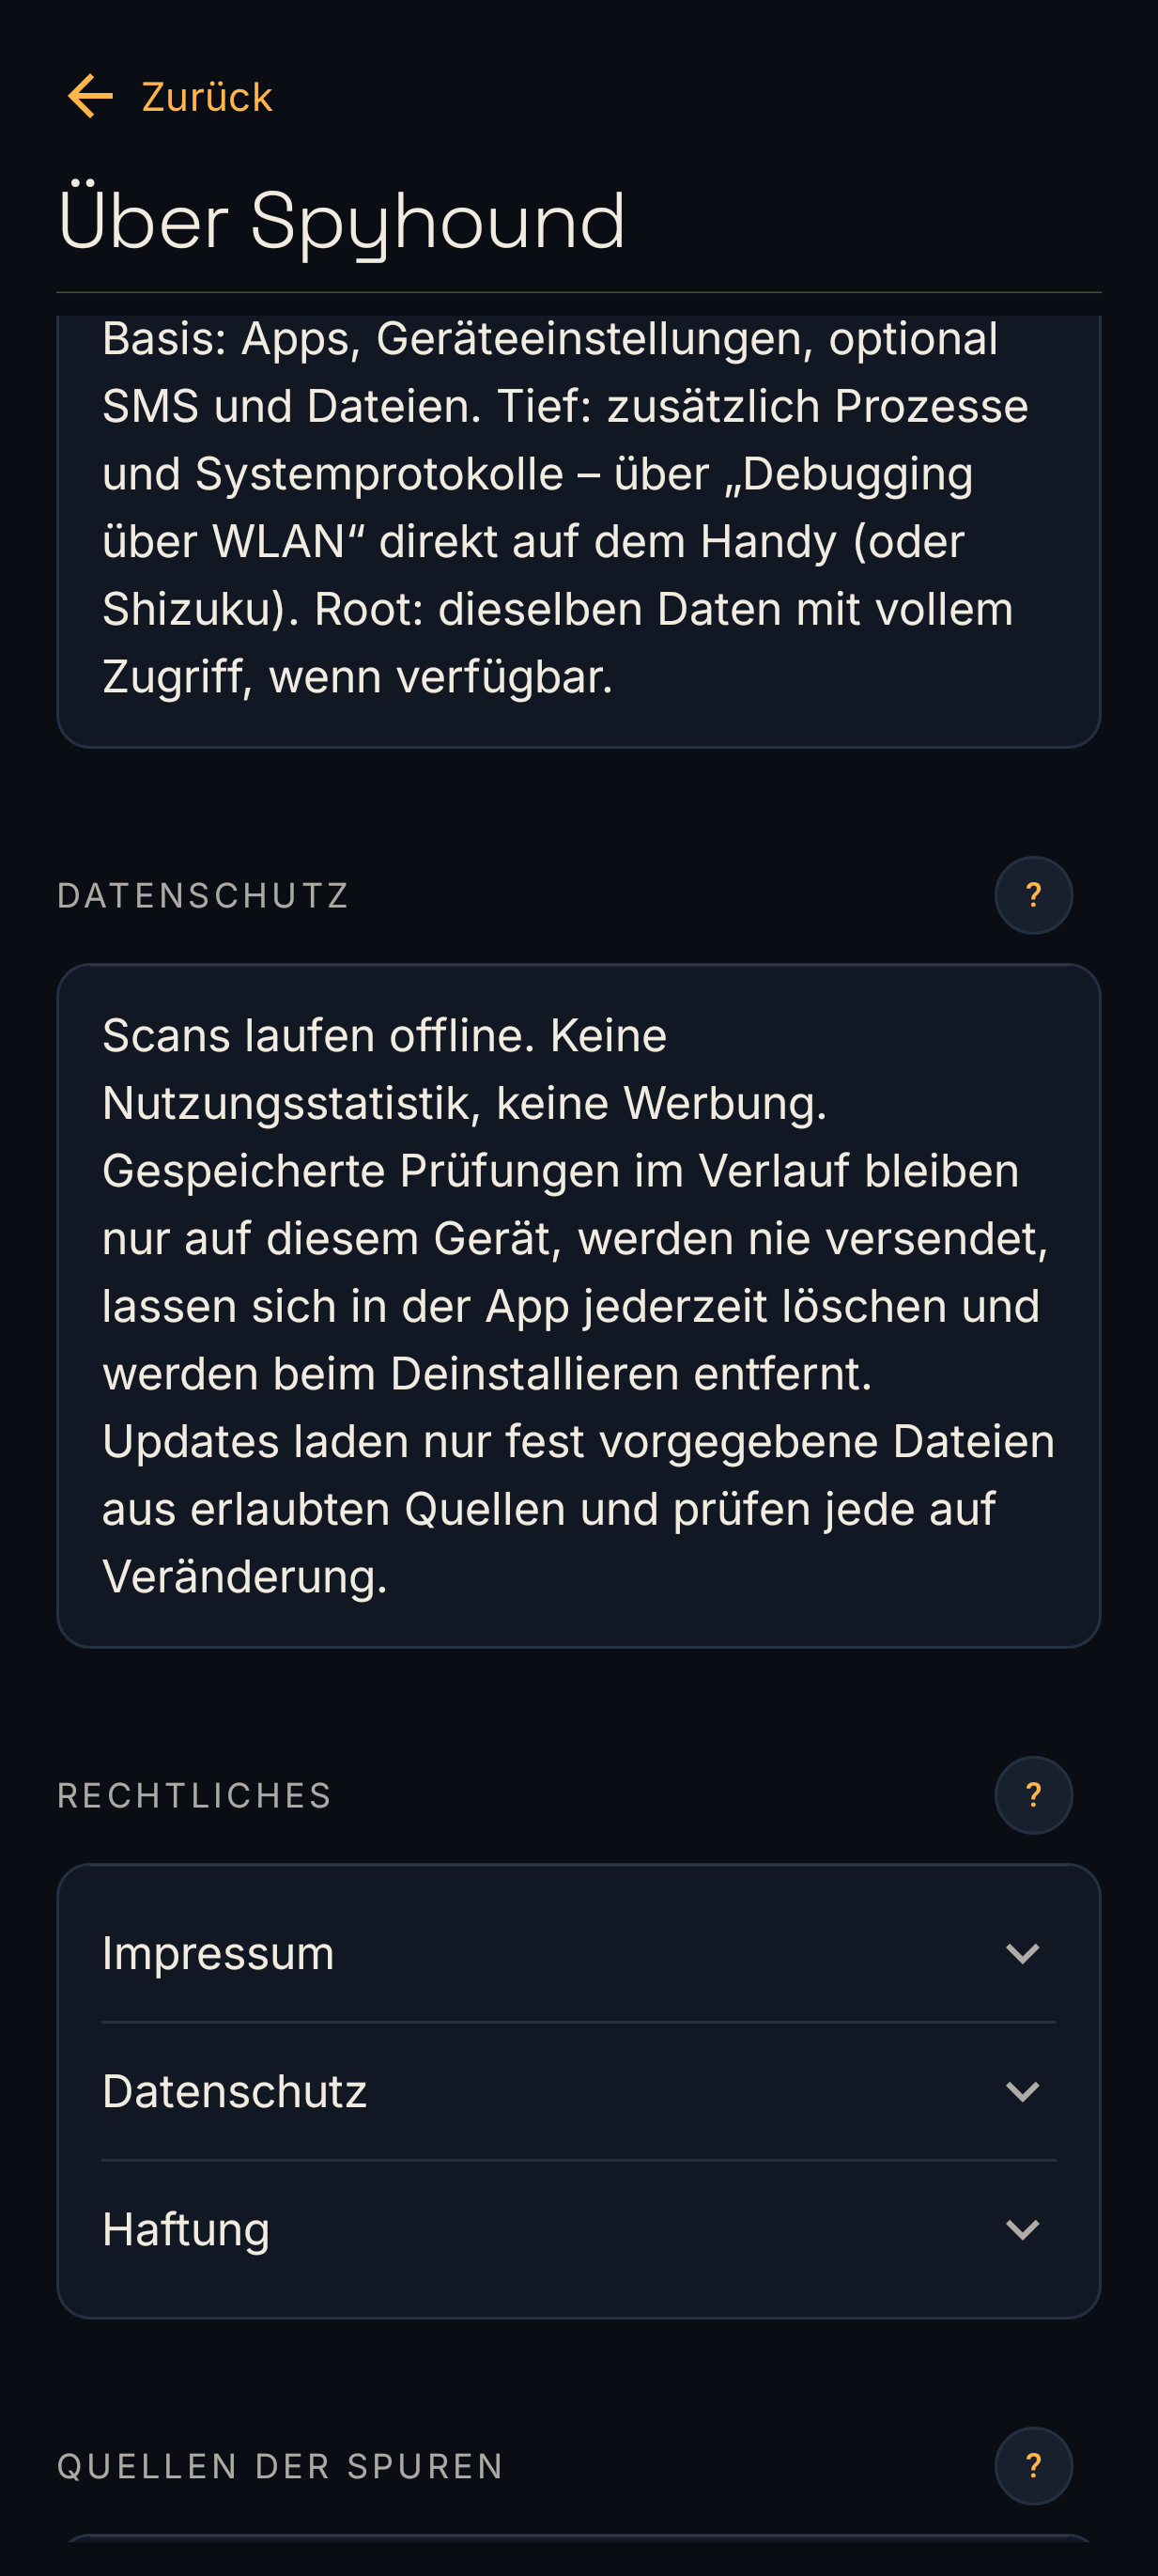 Zurück
Über Spyhound
Basis: Apps, Geräteeinstellungen, optional
SMS und Dateien. Tief: zusätzlich Prozesse
und Systemprotokolle – über „Debugging
über WLAN“ direkt auf dem Handy (oder
Shizuku). Root: dieselben Daten mit vollem
Zugriff, wenn verfügbar.
DATENSCHUTZ
?
Scans laufen offline. Keine
Nutzungsstatistik, keine Werbung.
Gespeicherte Prüfungen im Verlauf bleiben
nur auf diesem Gerät, werden nie versendet,
lassen sich in der App jederzeit löschen und
werden beim Deinstallieren entfernt.
Updates laden nur fest vorgegebene Dateien
aus erlaubten Quellen und prüfen jede auf
Veränderung.
RECHTLICHES
?
Impressum
Datenschutz
Haftung
QUELLEN DER SPUREN
?